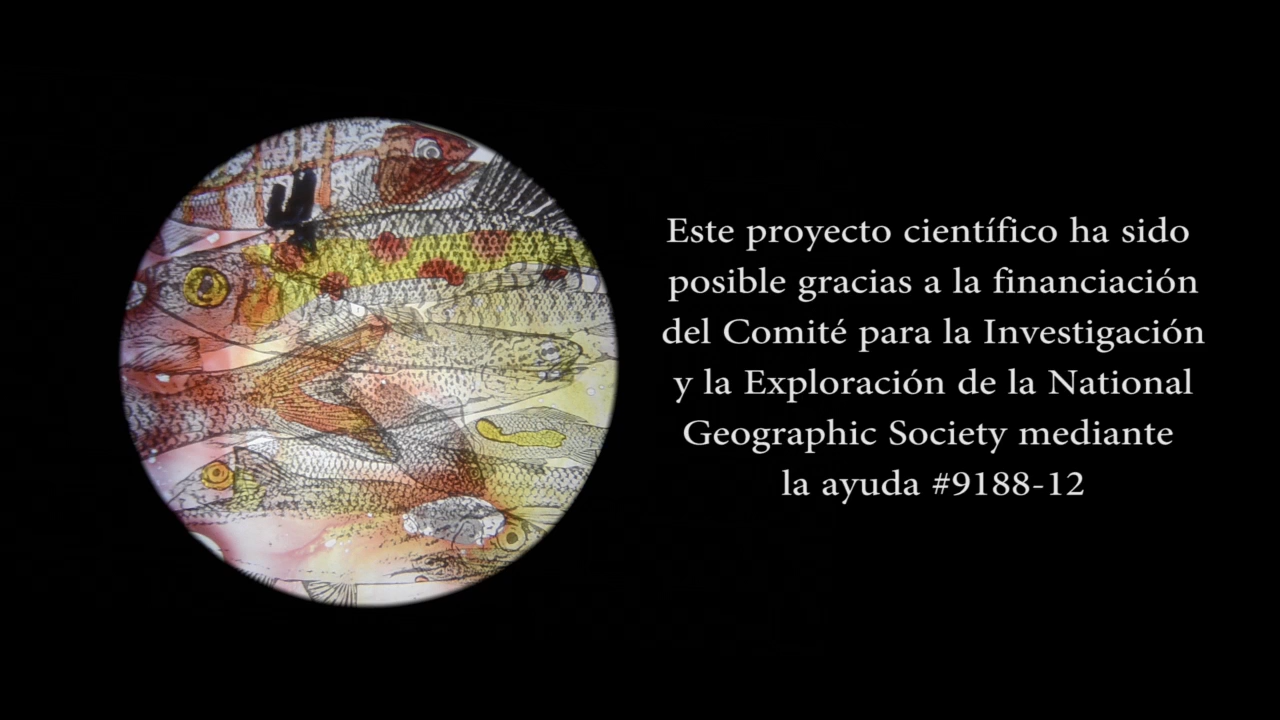 Este proyecto científico ha sido
posible gracias a la financiación
del Comité para la Investigación
y la Exploración de la National
Geographic Society mediante
la ayuda #9188-12